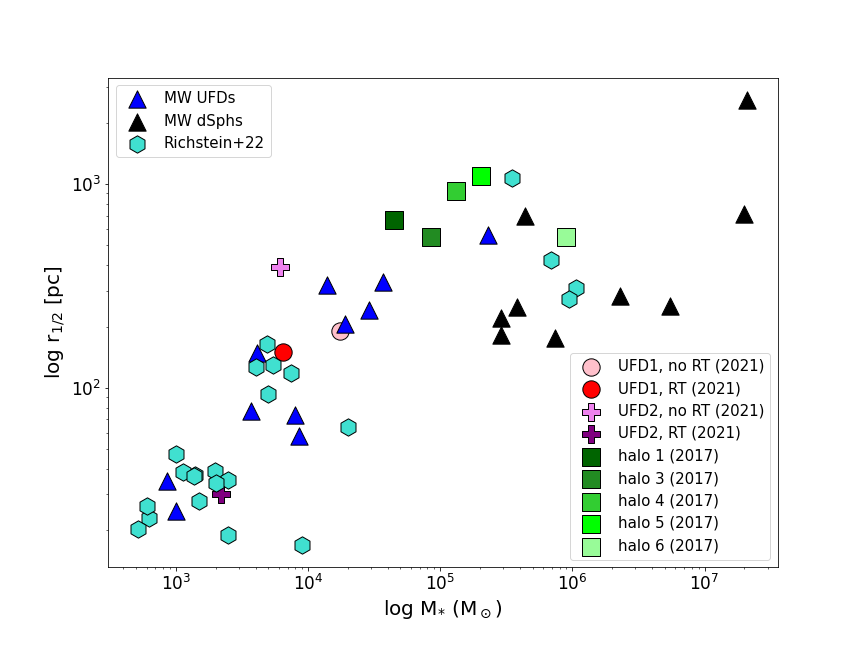 MW UFDs
MW dSphs
Richstein+22
10³
10²
log r₁/₂ [pc]
UFD1, no RT (2021)
UFD1, RT (2021)
UFD2, no RT (2021)
UFD2, RT (2021)
halo 1 (2017)
halo 3 (2017)
halo 4 (2017)
halo 5 (2017)
halo 6 (2017)
10³ 10⁴ 10⁵ 10⁶ 10⁷
log M* (M⊙)